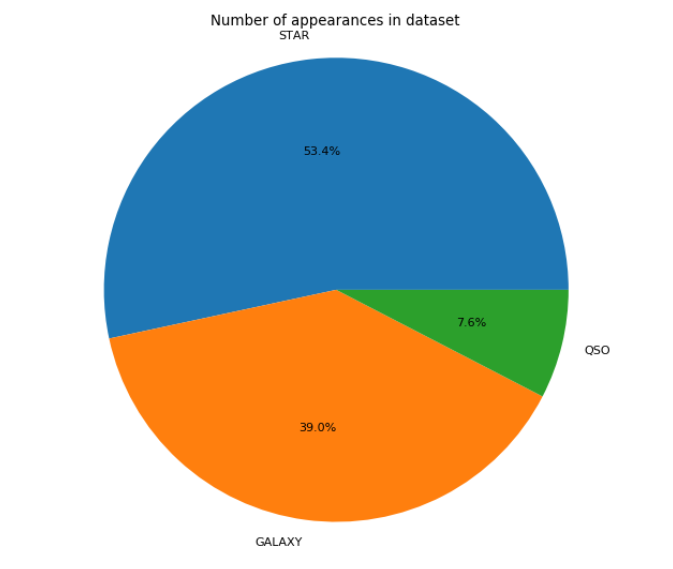 Number of appearances in dataset
STAR
53.4%
7.6%
QSO
39.0%
GALAXY